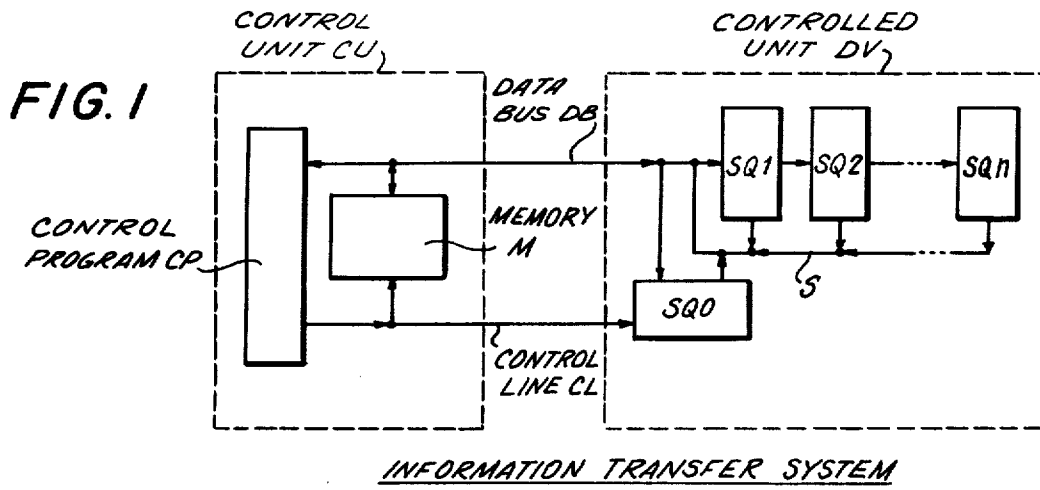 FIG. 1
CONTROL
UNIT CU
CONTROLLED
UNIT DV
DATA
BUS DB
SQ1
SQ2
SQn
CONTROL
PROGRAM CP
MEMORY
M
S
SQ0
CONTROL
LINE CL
INFORMATION TRANSFER SYSTEM